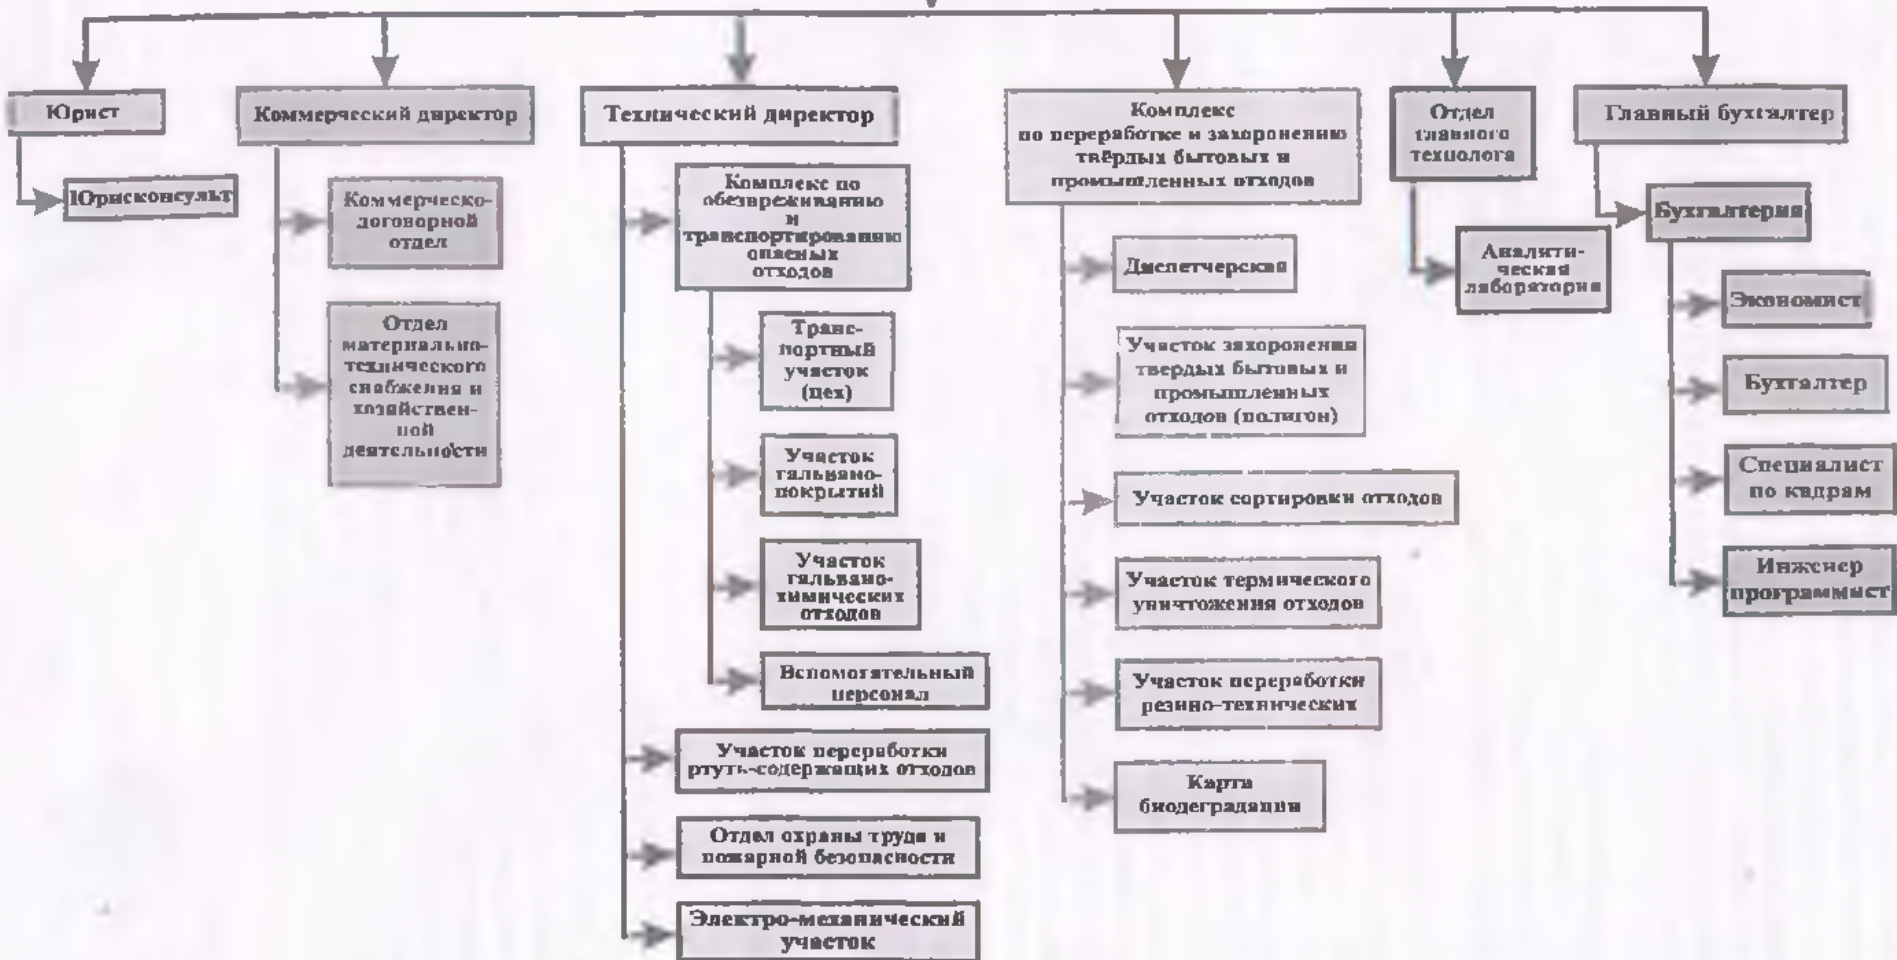 Юрист
Юрисконсульт
Коммерческий директор
Коммерческо-
договорной
отдел
Отдел
материально-
технического
снабжения и
хозяйствен-
ной
деятельности
Технический директор
Комплекс по
обезвреживанию
и
транспортированию
опасных
отходов
Транс-
портный
участок
(цех)
Участок
гальвано-
покрытий
Участок
гальвано-
химических
отходов
Вспомогательный
персонал
Участок переработки
ртуть-содержащих отходов
Отдел охраны труда и
пожарной безопасности
Электро-механический
участок
Комплекс
по переработке и захоронению
твёрдых бытовых и
промышленных отходов
Диспетчерская
Участок захоронения
твердых бытовых и
промышленных
отходов (полигон)
Участок сортировки отходов
Участок термического
уничтожения отходов
Участок переработки
резино-технических
Карта
биодеградации
Отдел
главного
технолога
Аналити-
ческая
лаборатория
Главный бухгалтер
Бухгалтерия
Экономист
Бухгалтер
Специалист
по кадрам
Инженер
программист